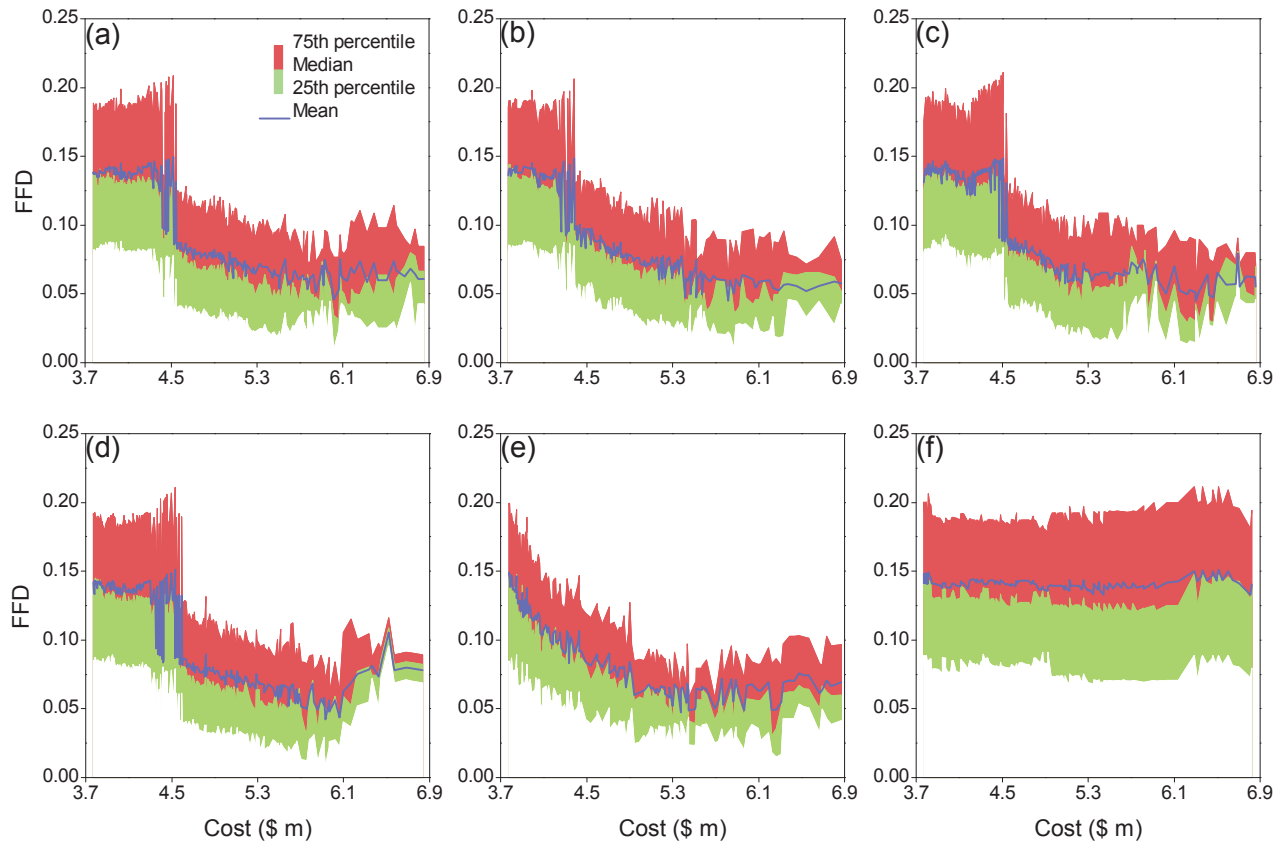 (a)
75th percentile
Median
25th percentile
Mean
FFD
0.25
0.20
0.15
0.10
0.05
0.00
3.7 4.5 5.3 6.1 6.9
(b)
0.25
0.20
0.15
0.10
0.05
0.00
3.7 4.5 5.3 6.1 6.9
(c)
0.25
0.20
0.15
0.10
0.05
0.00
3.7 4.5 5.3 6.1 6.9
(d)
FFD
0.25
0.20
0.15
0.10
0.05
0.00
3.7 4.5 5.3 6.1 6.9
Cost ($ m)
(e)
0.25
0.20
0.15
0.10
0.05
0.00
3.7 4.5 5.3 6.1 6.9
Cost ($ m)
(f)
0.25
0.20
0.15
0.10
0.05
0.00
3.7 4.5 5.3 6.1 6.9
Cost ($ m)